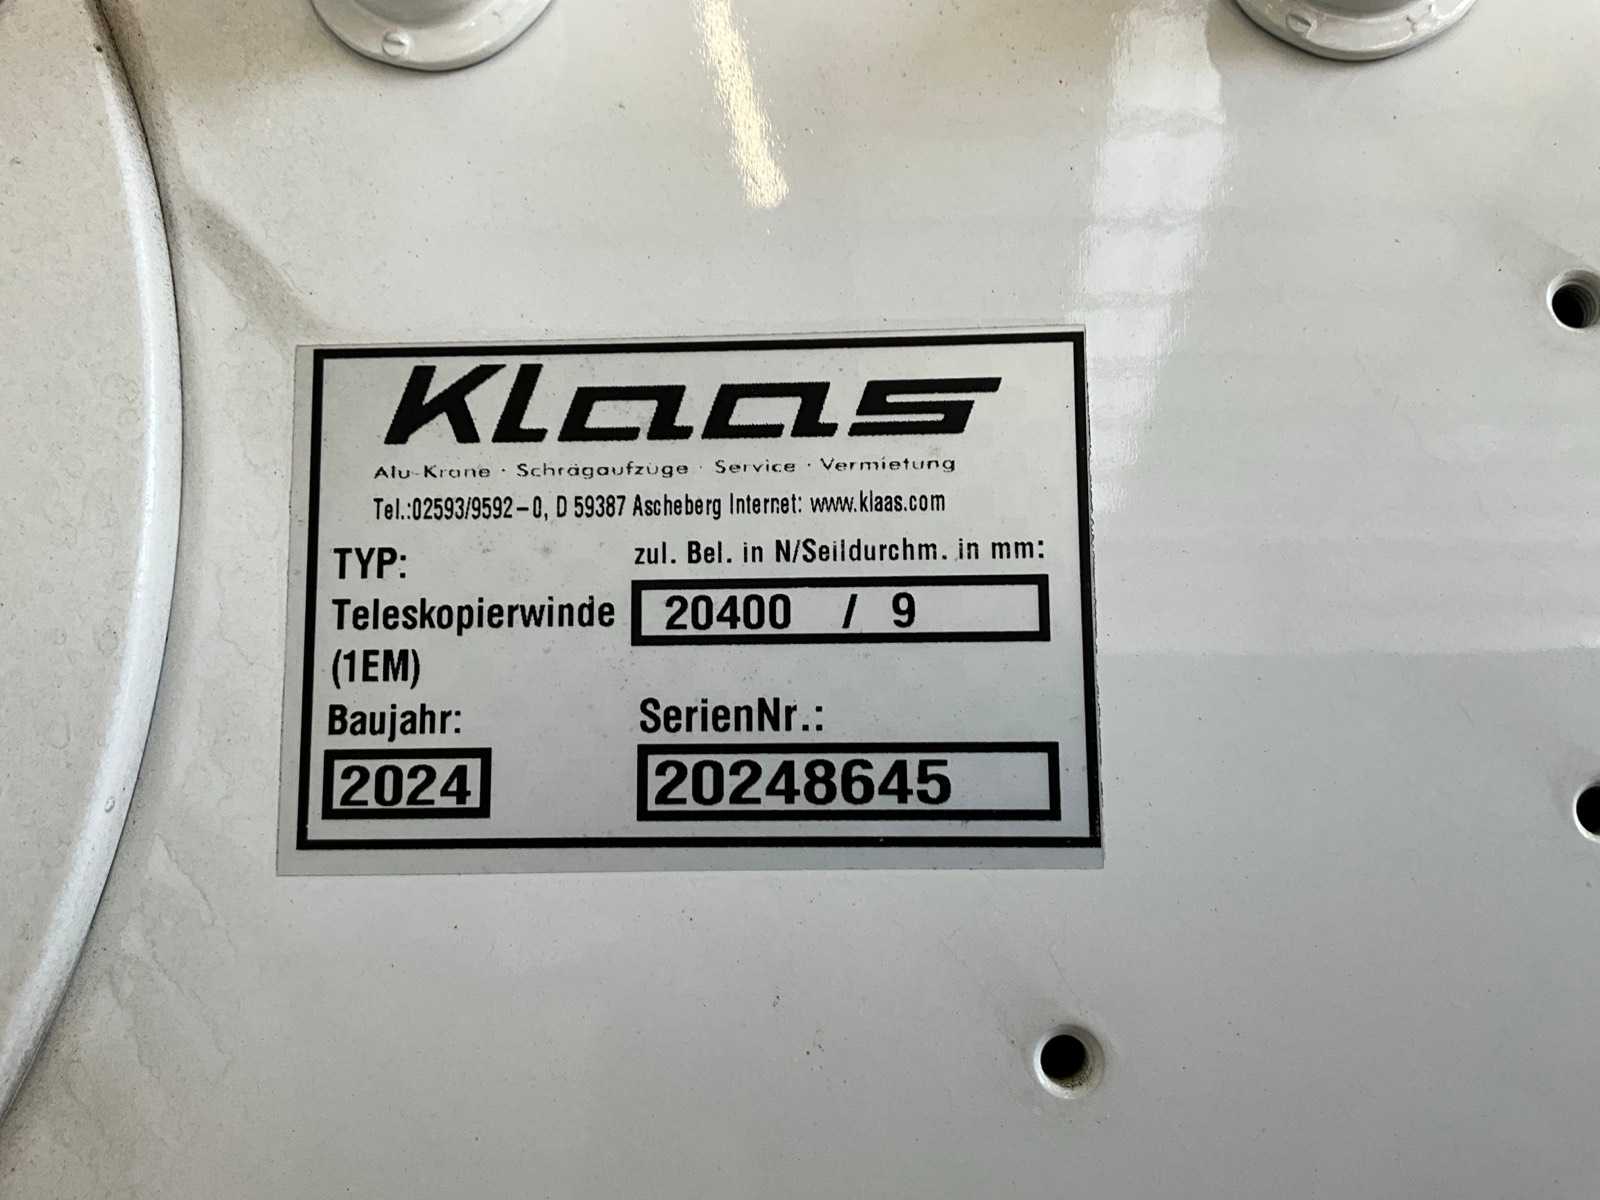 Klaas
Alu-Krane · Schrägaufzüge · Service · Vermietung
Tel.:02593/9592-0, D 59387 Ascheberg Internet: www.klaas.com
TYP: zul. Bel. in N/Seildurchm. in mm:
Teleskopierwinde 20400 / 9
(1EM)
Baujahr: SerienNr.:
2024 20248645